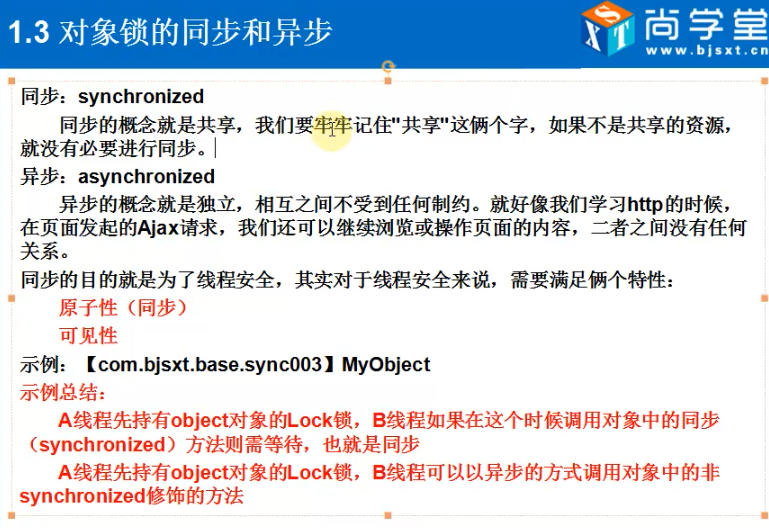 1.3 对象锁的同步和异步
尚学堂
www.bjsxt.cn
同步：synchronized
同步的概念就是共享，我们要牢牢记住"共享"这俩个字，如果不是共享的资源，
就没有必要进行同步。
异步：asynchronized
异步的概念就是独立，相互之间不受到任何制约。就好像我们学习http的时候，
在页面发起的Ajax请求，我们还可以继续浏览或操作页面的内容，二者之间没有任何
关系。
同步的目的就是为了线程安全，其实对于线程安全来说，需要满足俩个特性：
原子性（同步）
可见性
示例：【com.bjsxt.base.sync003】MyObject
示例总结：
A线程先持有object对象的Lock锁，B线程如果在这个时候调用对象中的同步
（synchronized）方法则需等待，也就是同步
A线程先持有object对象的Lock锁，B线程可以以异步的方式调用对象中的非
synchronized修饰的方法